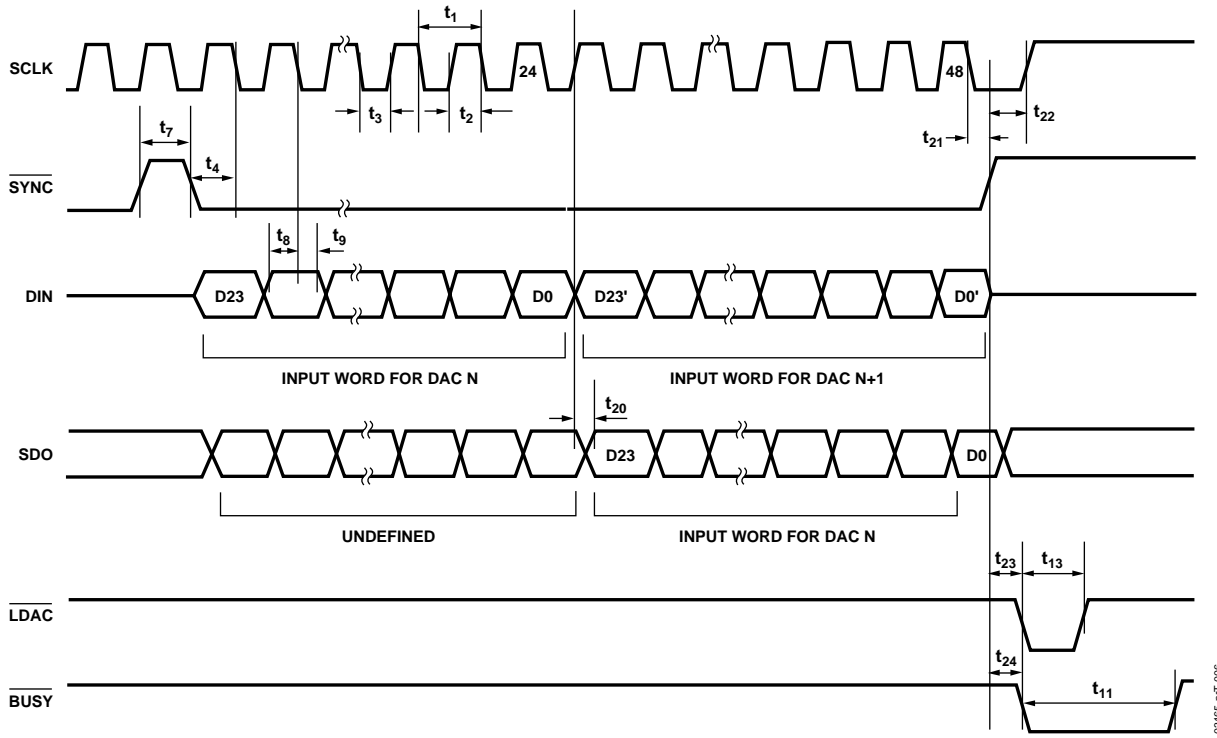 t1
SCLK
24
48
t3
t2
t22
t7
t21
t4
SYNC
t8
t9
DIN
D23
D0
D23'
D0'
INPUT WORD FOR DAC N
INPUT WORD FOR DAC N+1
t20
SDO
D23
D0
UNDEFINED
INPUT WORD FOR DAC N
t23
t13
LDAC
t24
t11
BUSY